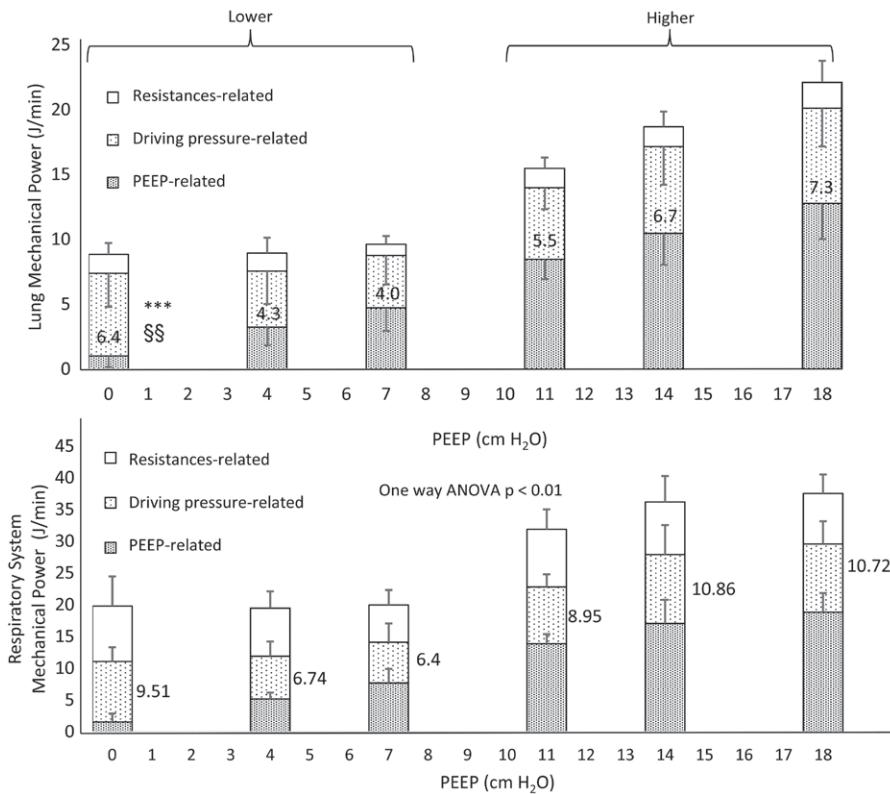 Lower
Higher
25
20
15
10
5
0
Lung Mechanical Power (J/min)
Resistances-related
Driving pressure-related
PEEP-related
6.4
***
§§
4.3
4.0
5.5
6.7
7.3
0 1 2 3 4 5 6 7 8 9 10 11 12 13 14 15 16 17 18
PEEP (cm H₂O)
45
40
35
30
25
20
15
10
5
0
Respiratory System
Mechanical Power (J/min)
Resistances-related
Driving pressure-related
PEEP-related
One way ANOVA p < 0.01
9.51
6.74
6.4
8.95
10.86
10.72
0 1 2 3 4 5 6 7 8 9 10 11 12 13 14 15 16 17 18
PEEP (cm H₂O)